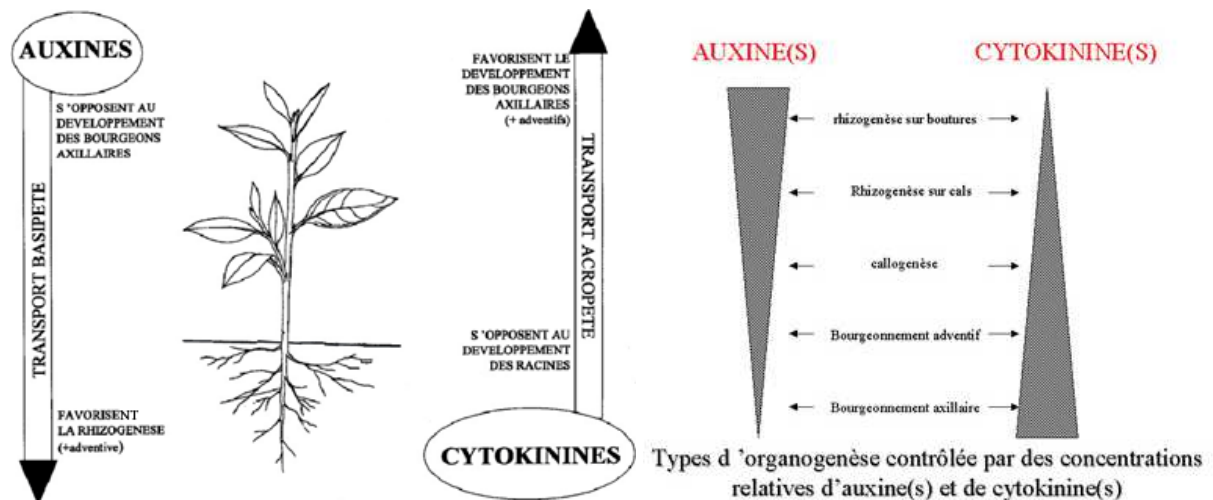 AUXINES
S 'OPPOSENT AU
DEVELOPPEMENT
DES BOURGEONS
AXILLAIRES
TRANSPORT BASIPETE
FAVORISENT
LA RHIZOGENESE
(+adventive)
FAVORISENT LE
DEVELOPPEMENT
DES BOURGEONS
AXILLAIRES
(+ adventifs)
TRANSPORT ACROPETE
S 'OPPOSENT AU
DEVELOPPEMENT
DES RACINES
CYTOKININES
AUXINE(S)
CYTOKININE(S)
rhizogenèse sur boutures
Rhizogenèse sur cals
callogenèse
Bourgeonnement adventif
Bourgeonnement axillaire
Types d 'organogenèse contrôlée par des concentrations
relatives d'auxine(s) et de cytokinine(s)